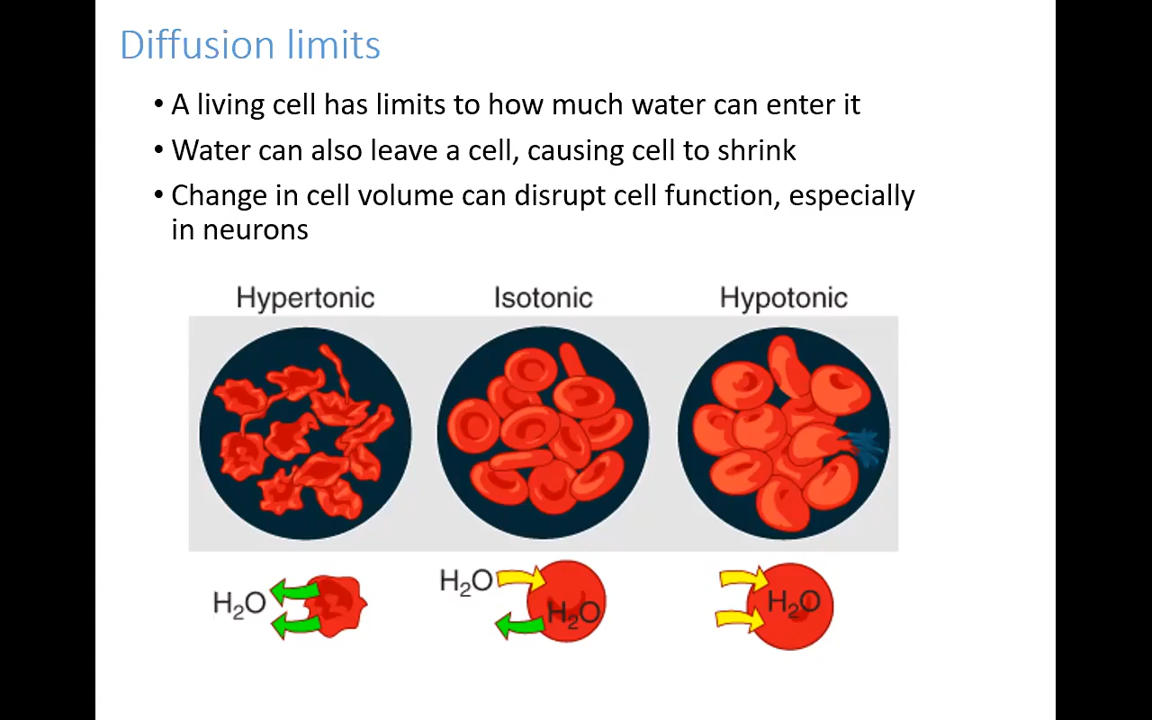 Diffusion limits
• A living cell has limits to how much water can enter it
• Water can also leave a cell, causing cell to shrink
• Change in cell volume can disrupt cell function, especially
in neurons
Hypertonic Isotonic Hypotonic
H₂O H₂O H₂O H₂O